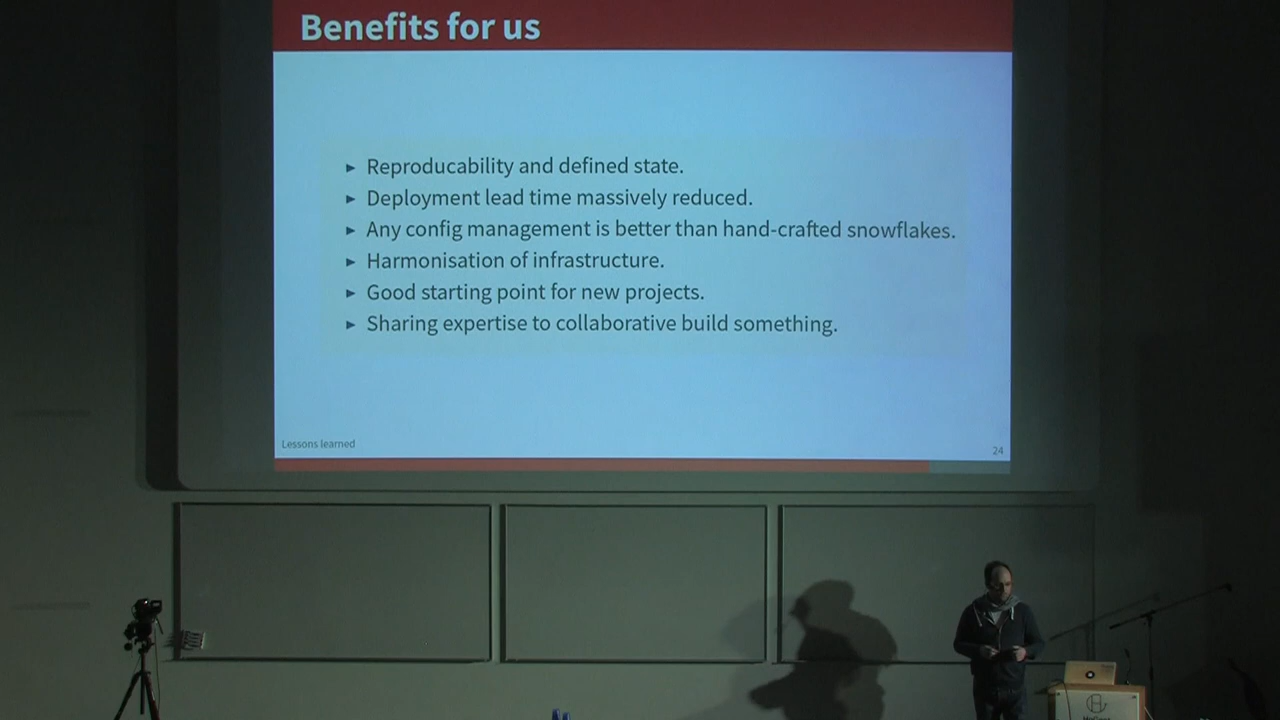 Benefits for us
► Reproducability and defined state.
► Deployment lead time massively reduced.
► Any config management is better than hand-crafted snowflakes.
► Harmonisation of infrastructure.
► Good starting point for new projects.
► Sharing expertise to collaborative build something.
Lessons learned
24